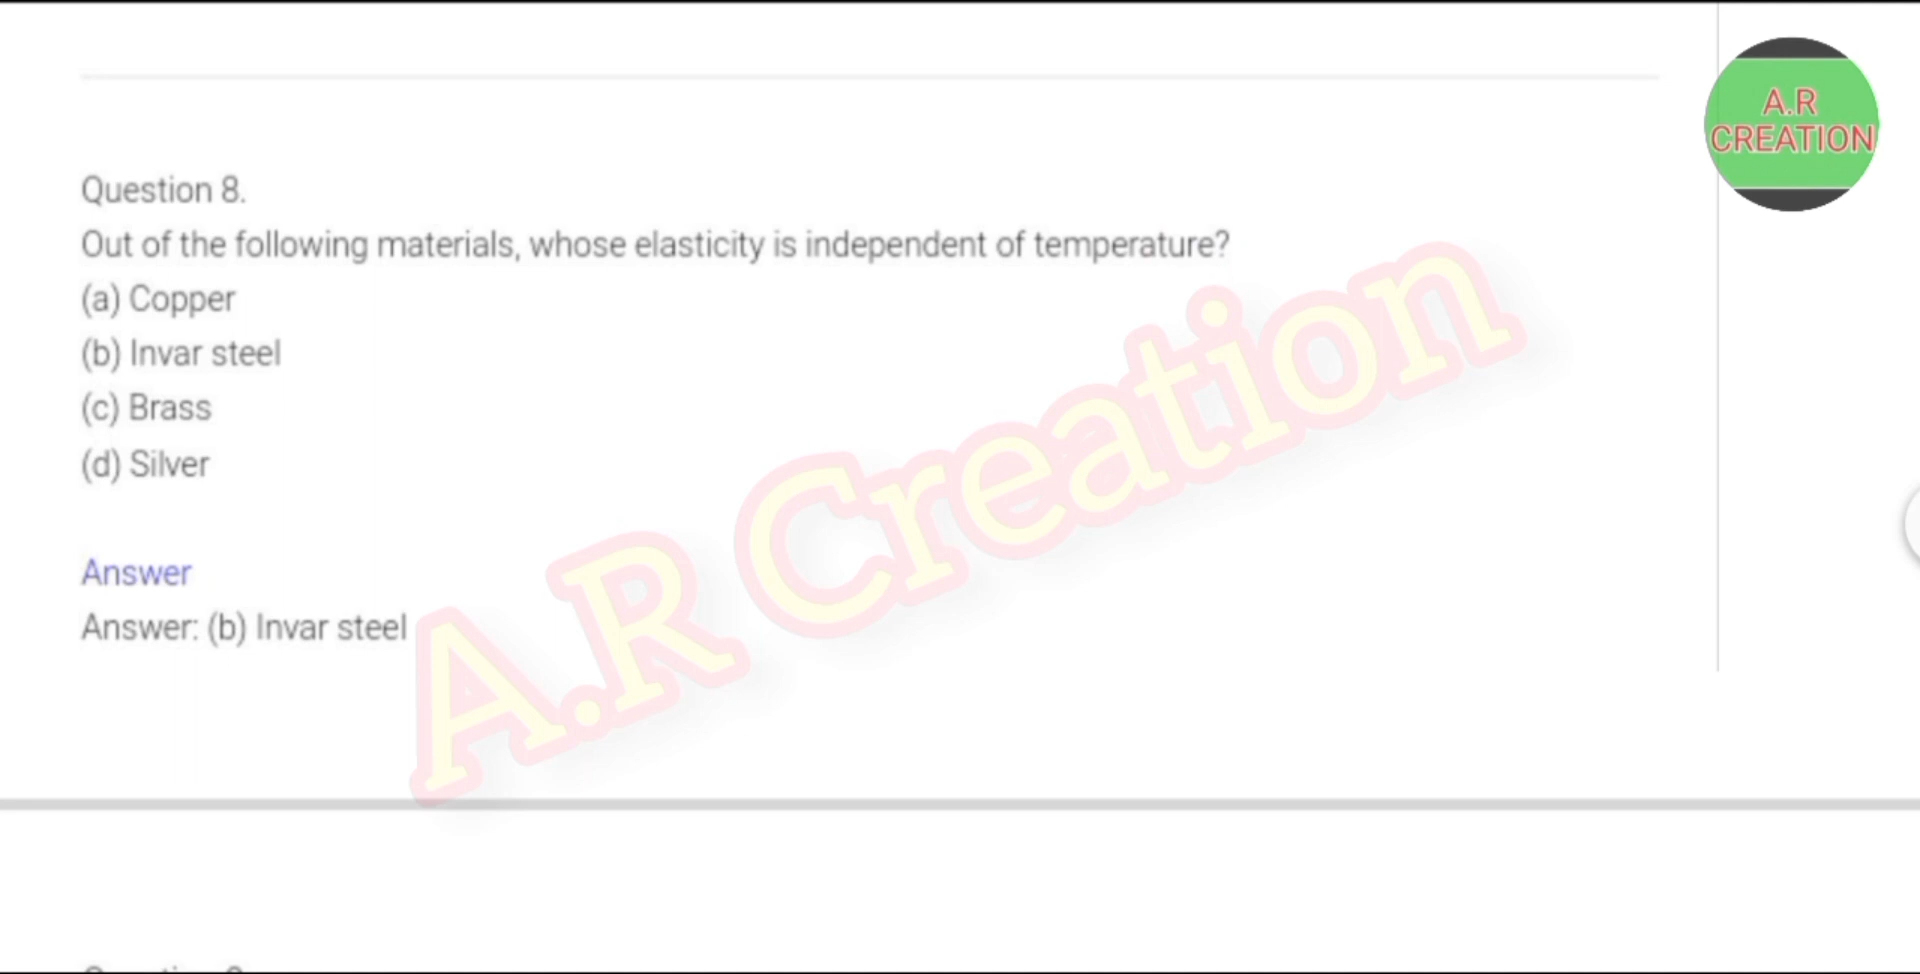 A.R
CREATION
Question 8.
Out of the following materials, whose elasticity is independent of temperature?
(a) Copper
(b) Invar steel
(c) Brass
(d) Silver
Answer
Answer: (b) Invar steel
A.R Creation